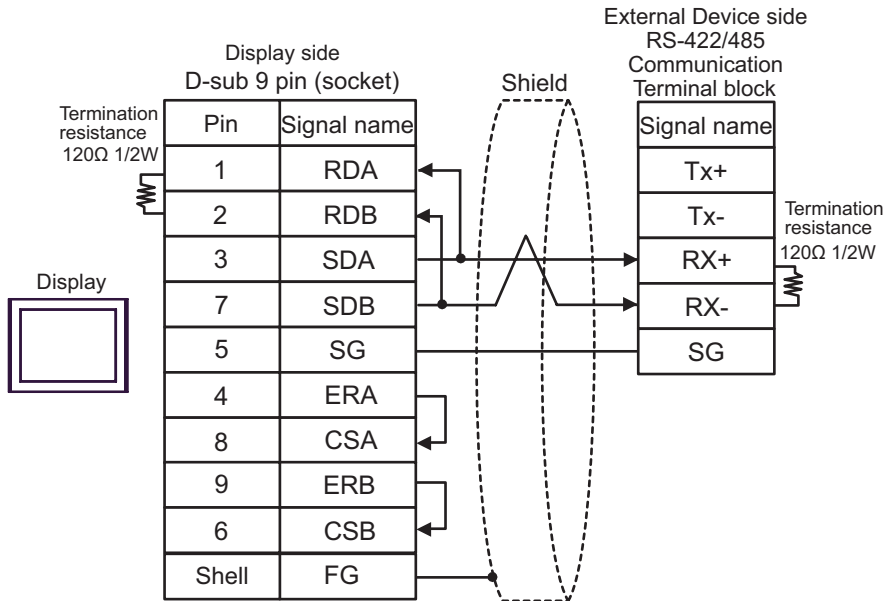 External Device side
RS-422/485
Communication
Terminal block
Display side
D-sub 9 pin (socket)
Shield
Termination
resistance
120Ω 1/2W
Pin Signal name
1 RDA
2 RDB
3 SDA
7 SDB
5 SG
4 ERA
8 CSA
9 ERB
6 CSB
Shell FG
Display
Signal name
Tx+
Tx-
RX+
RX-
SG
Termination
resistance
120Ω 1/2W